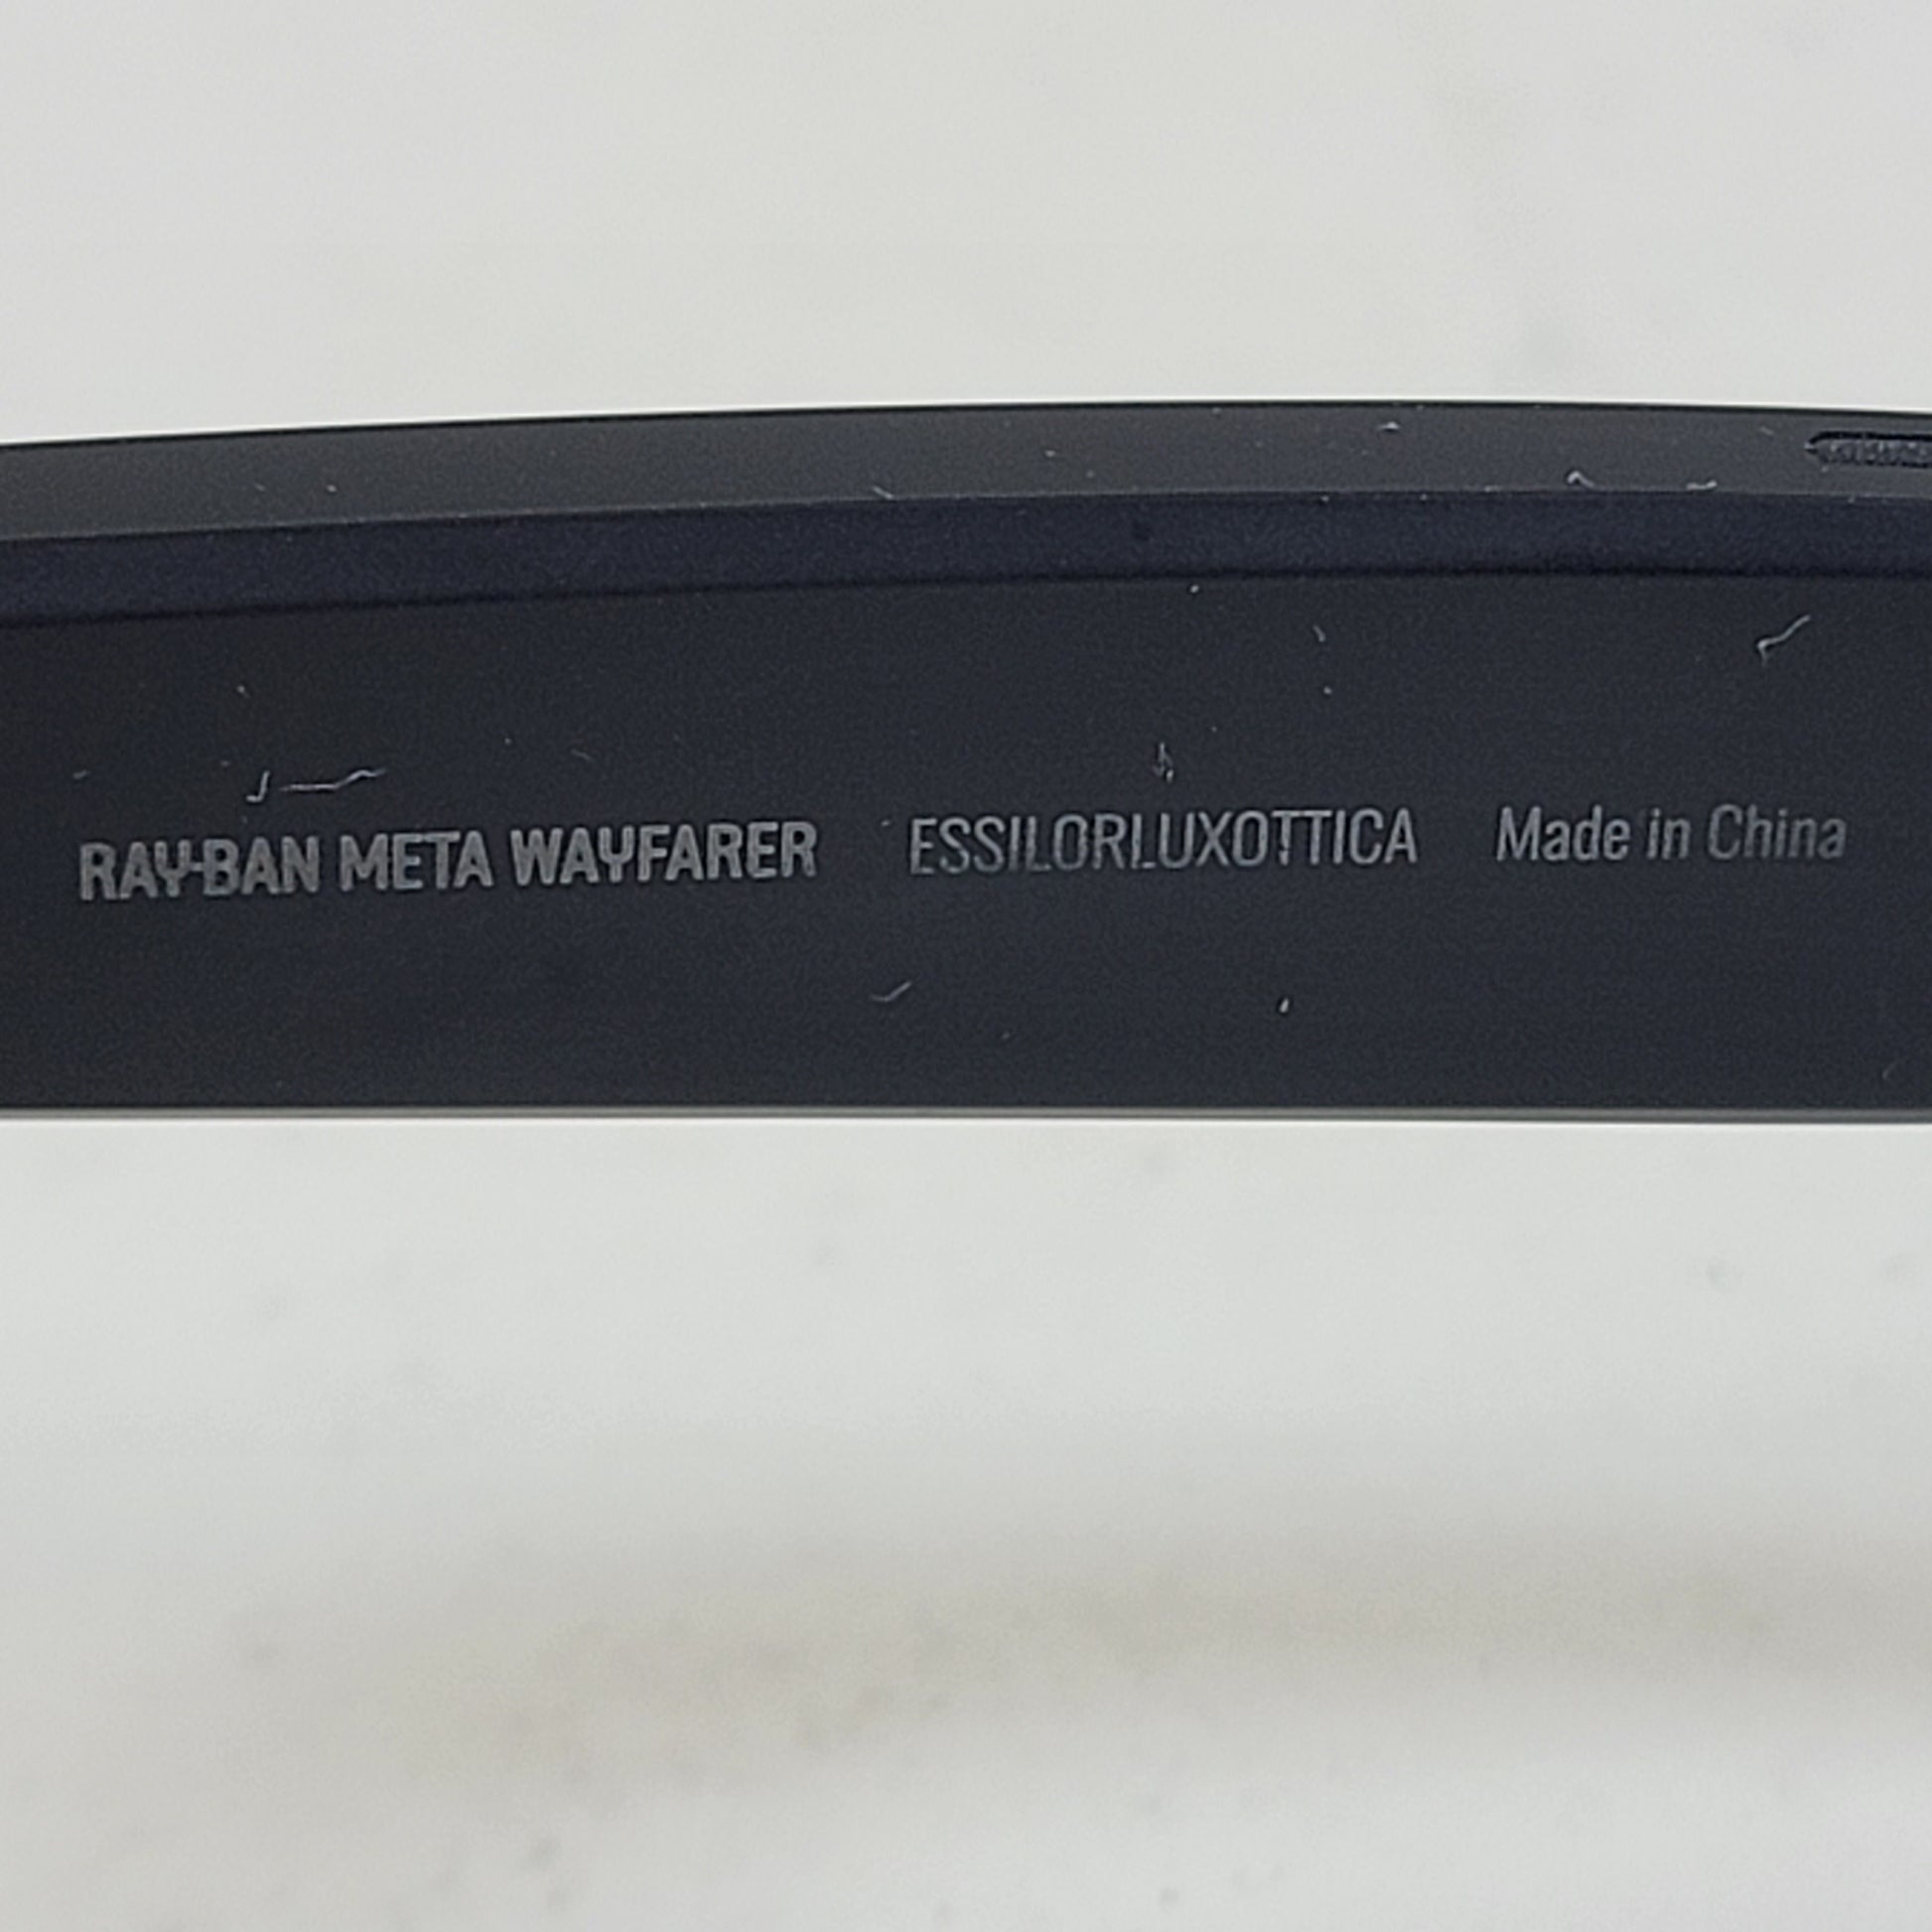 RAY-BAN META WAYFARER ESSILORLUXOTTICA Made in China